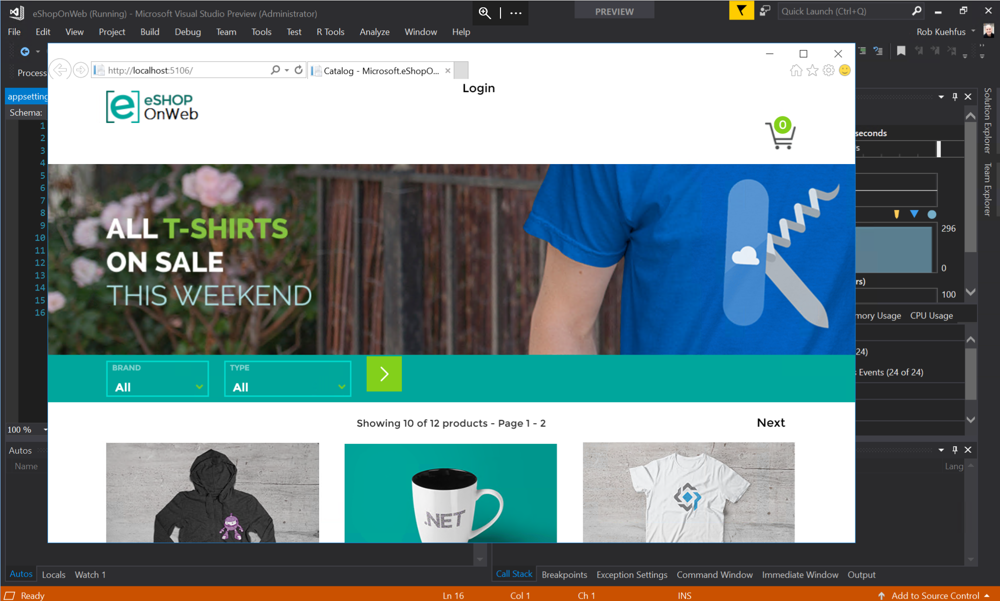 eShopOnWeb (Running) - Microsoft Visual Studio Preview (Administrator)
PREVIEW
Quick Launch (Ctrl+Q)
File Edit View Project Build Debug Team Tools Test R Tools Analyze Window Help
Rob Kuehfus
Process
http://localhost:5106/
Catalog - Microsoft.eShopO...
appsetting
Schema:
1
2
3
4
5
6
7
8
9
10
11
12
13
14
15
16
Login
[e] eSHOP
OnWeb
0
ALL T-SHIRTS
ON SALE
THIS WEEKEND
BRAND
All
TYPE
All
Showing 10 of 12 products - Page 1 - 2
Next
.NET
seconds
s
296
0
rs)
100
mory Usage CPU Usage
24)
s Events (24 of 24)
Solution Explorer
Team Explorer
100 %
Autos
Name
Lang
Autos Locals Watch 1
Call Stack Breakpoints Exception Settings Command Window Immediate Window Output
Ready
Ln 16 Col 1 Ch 1 INS
Add to Source Control